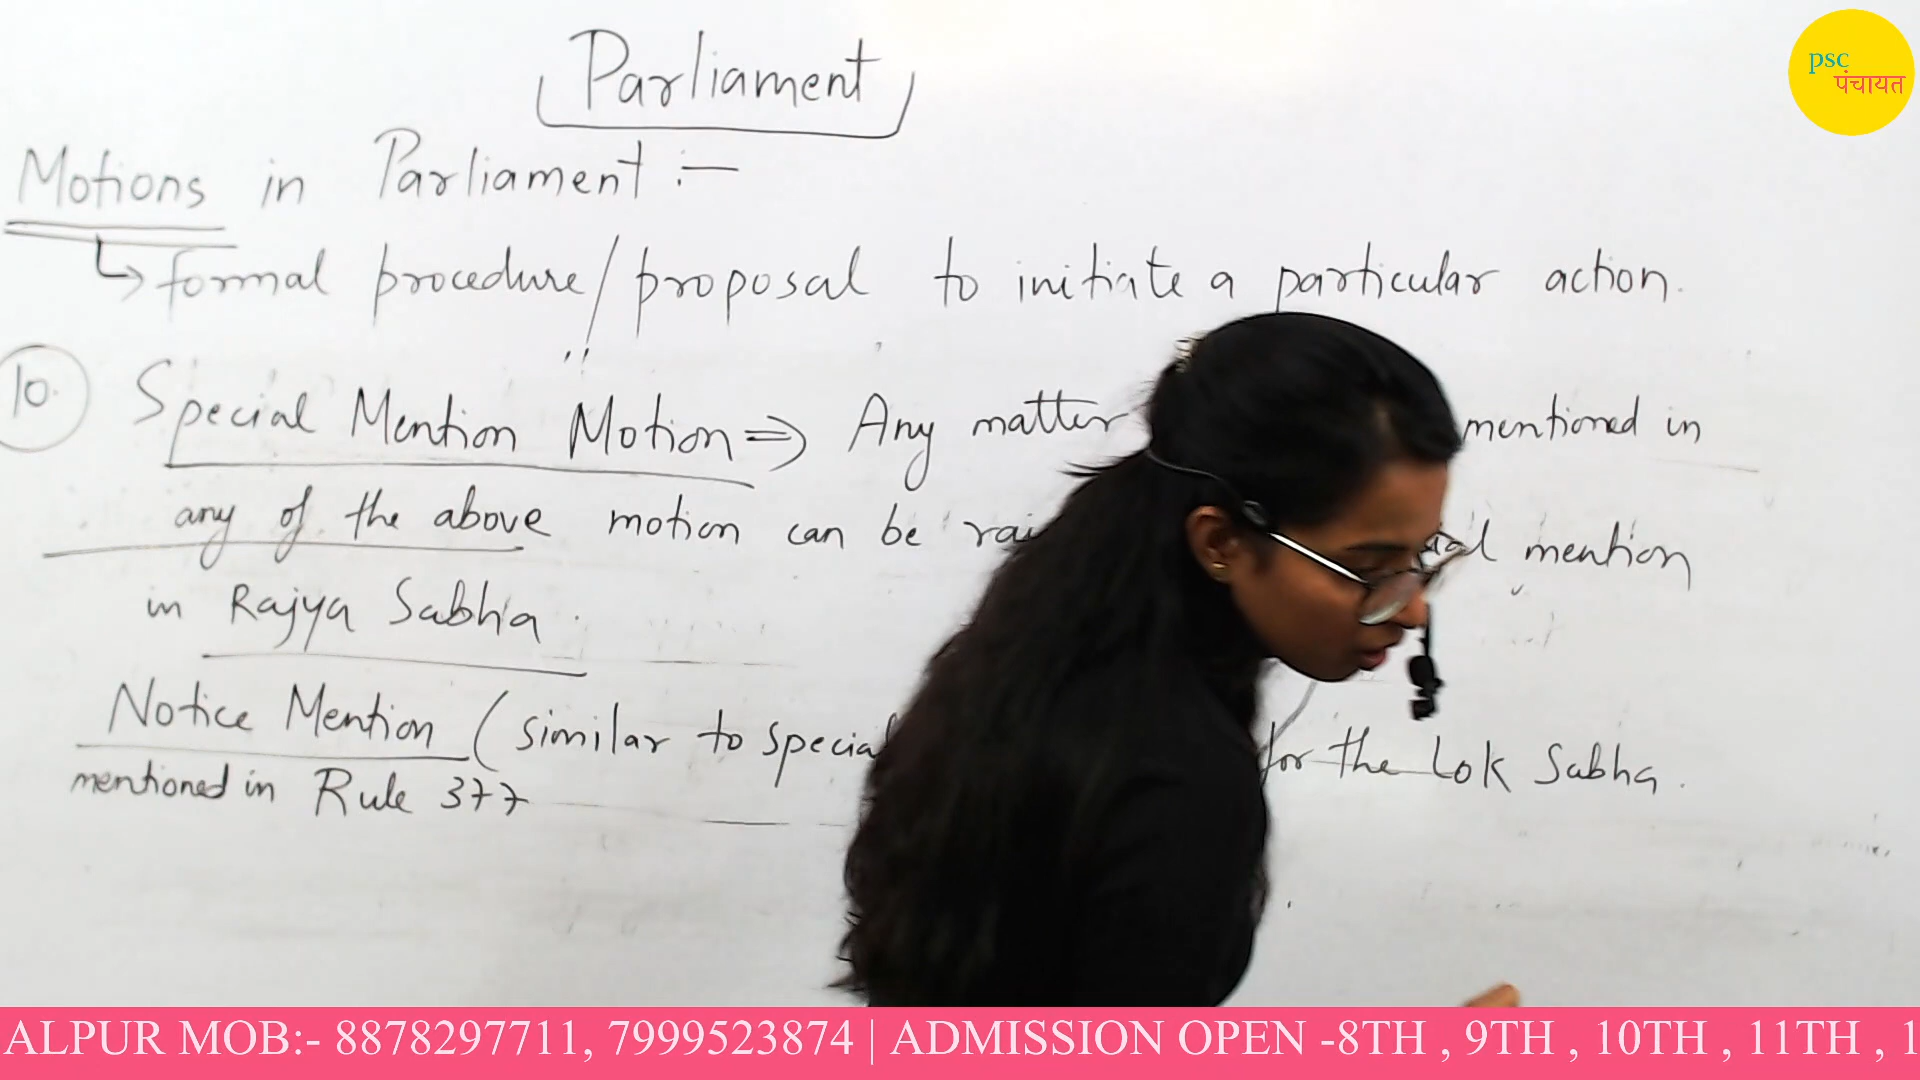 Parliament
psc
पंचायत
Motions in Parliament :-
formal procedure/proposal to initiate a particular action.
10. Special Mention Motion ⇒ Any matter mentioned in
any of the above motion can be mention
in Rajya Sabha.
Notice Mention (similar to special for the Lok Sabha.
mentioned in Rule 377
ALPUR MOB:- 8878297711, 7999523874 | ADMISSION OPEN -8TH , 9TH , 10TH , 11TH , 1